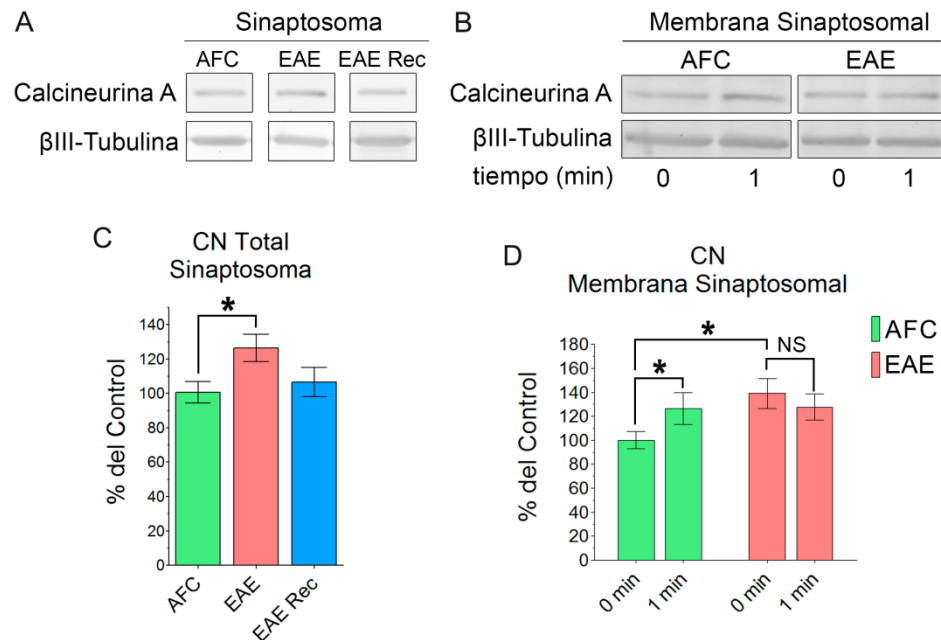 A
Sinaptosoma
AFC EAE EAE Rec
Calcineurina A
βIII-Tubulina
B
Membrana Sinaptosomal
AFC EAE
Calcineurina A
βIII-Tubulina
tiempo (min) 0 1 0 1
C
CN Total
Sinaptosoma
*
% del Control
140
120
100
80
60
40
20
0
AFC EAE EAE Rec
D
CN
Membrana Sinaptosomal
AFC
EAE
*
*
NS
% del Control
180
160
140
120
100
80
60
40
20
0
0 min 1 min 0 min 1 min